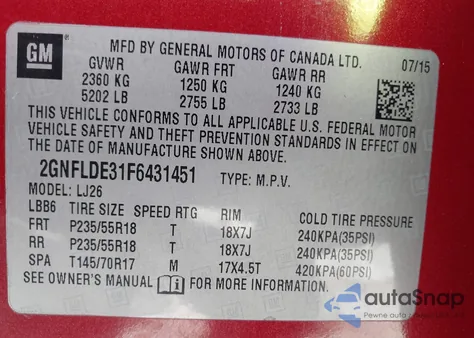 GM
MFD BY GENERAL MOTORS OF CANADA LTD. 07/15
GVWR GAWR FRT GAWR RR
2360 KG 1250 KG 1240 KG
5202 LB 2755 LB 2733 LB
THIS VEHICLE CONFORMS TO ALL APPLICABLE U.S. FEDERAL MOTOR
VEHICLE SAFETY AND THEFT PREVENTION STANDARDS IN EFFECT ON
THE DATE OF MANUFACTURE SHOWN ABOVE.
2GNFLDE31F6431451 TYPE: M.P.V.
MODEL: LJ26
LBB6 TIRE SIZE SPEED RTG RIM COLD TIRE PRESSURE
FRT P235/55R18 T 18X7J 240KPA(35PSI)
RR P235/55R18 T 18X7J 240KPA(35PSI)
SPA T145/70R17 M 17X4.5T 420KPA(60PSI)
SEE OWNER'S MANUAL FOR MORE INFORMATION.
autaSnap